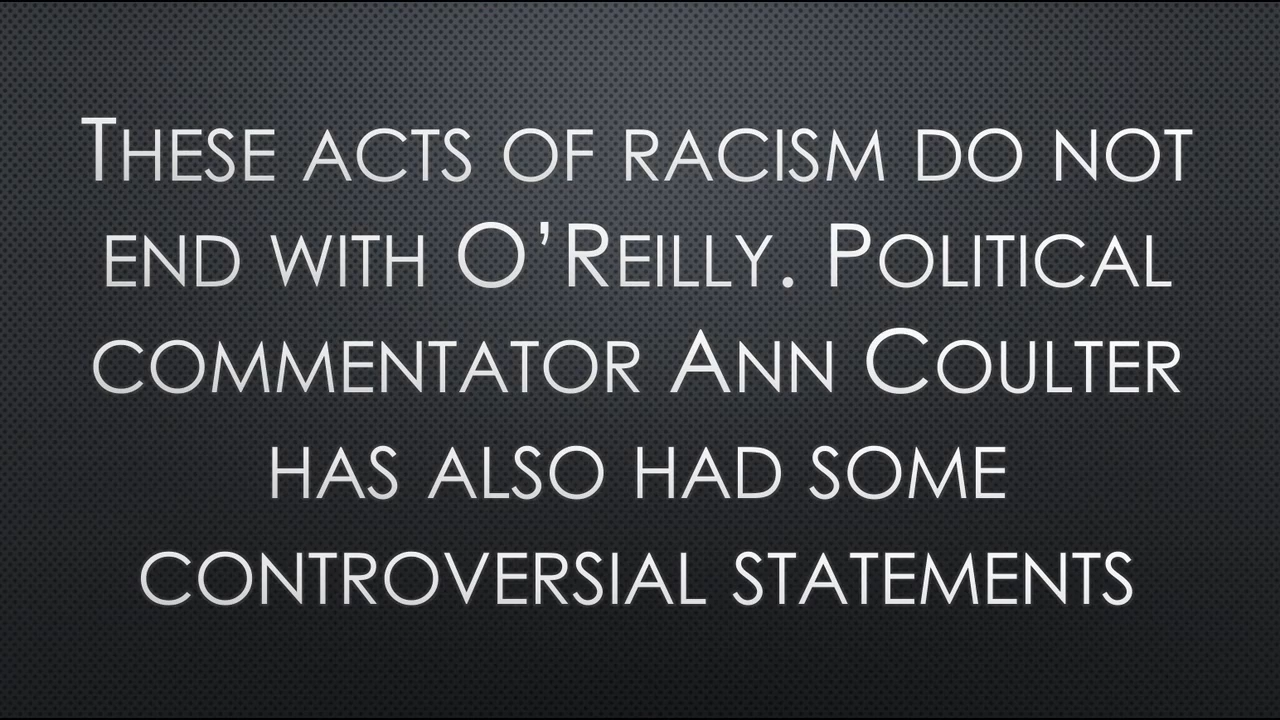 These acts of racism do not
end with O’Reilly. Political
commentator Ann Coulter
has also had some
controversial statements